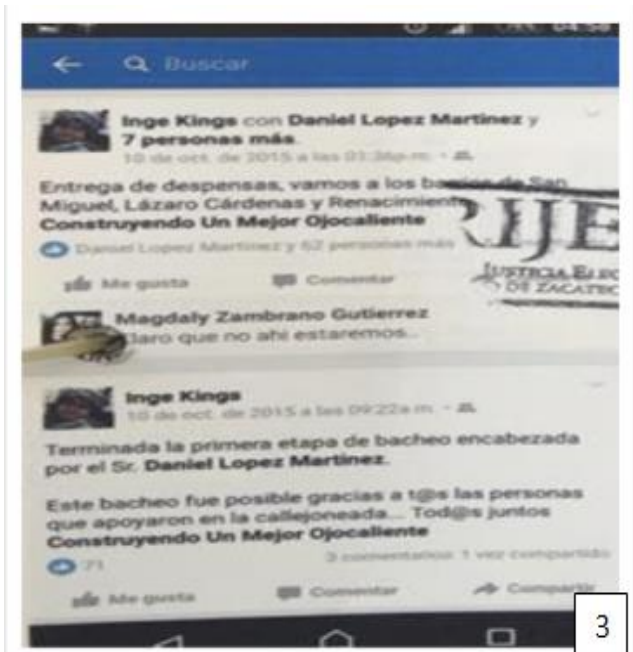 04:56
Buscar
Inge Kings con Daniel Lopez Martinez y
7 personas más.
10 de oct. de 2015 a las 03:36p.m.
Entrega de despensas, vamos a los barrios de San
Miguel, Lázaro Cárdenas y Renacimiento
Construyendo Un Mejor Ojocaliente
Daniel Lopez Martinez y 62 personas más
RIJE
JUSTICIA ELEC
DE ZACATEC
Me gusta Comentar
Magdaly Zambrano Gutierrez
Claro que no ahi estaremos..
Inge Kings
10 de oct. de 2015 a las 09:22a.m.
Terminada la primera etapa de bacheo encabezada
por el Sr. Daniel Lopez Martinez.
Este bacheo fue posible gracias a t@s las personas
que apoyaron en la callejoneada... Tod@s juntos
Construyendo Un Mejor Ojocaliente
71 3 comentarios 1 vez compartido
Me gusta Comentar Compartir
3